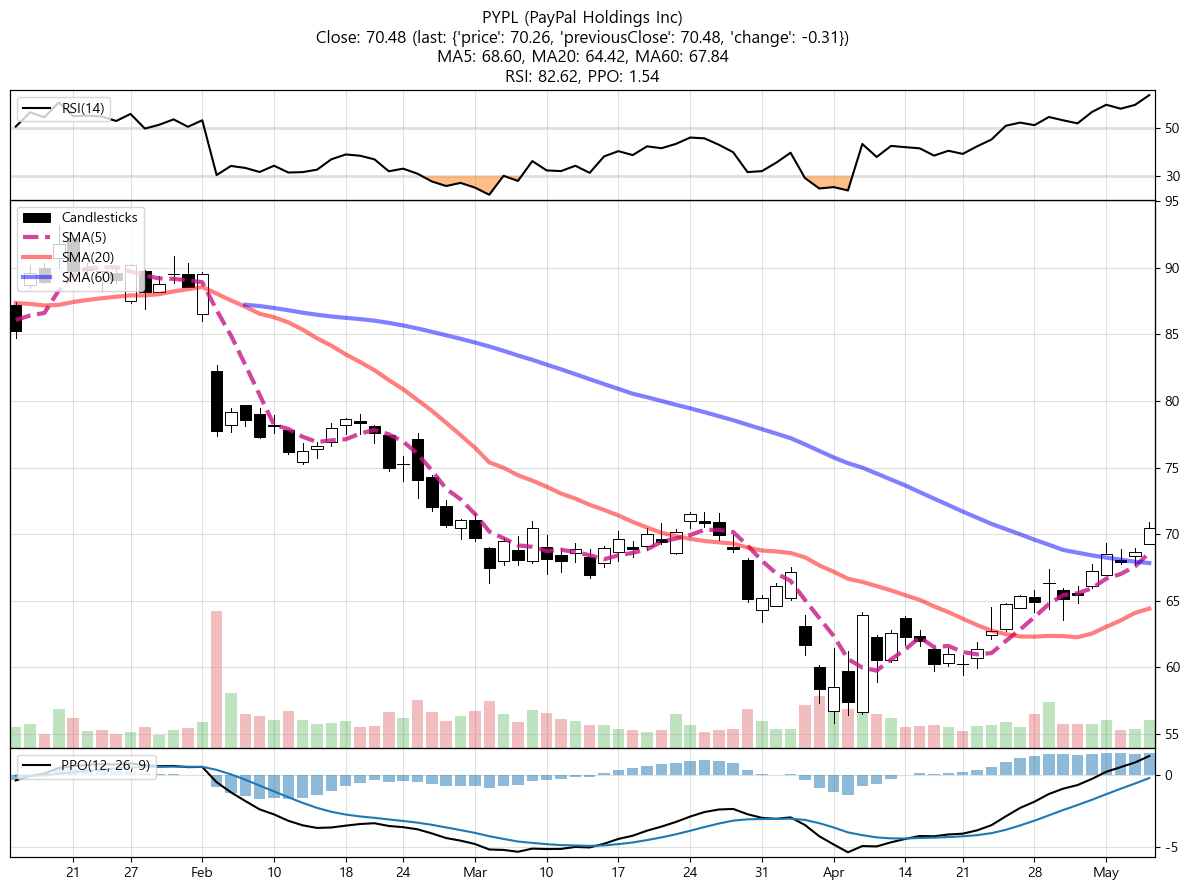 PYPL (PayPal Holdings Inc)
Close: 70.48 (last: {'price': 70.26, 'previousClose': 70.48, 'change': -0.31})
MA5: 68.60, MA20: 64.42, MA60: 67.84
RSI: 82.62, PPO: 1.54
RSI(14)
50
30
95
Candlesticks
SMA(5)
SMA(20)
SMA(60)
90
85
80
75
70
65
60
55
PPO(12, 26, 9)
0
-5
21 27 Feb 10 18 24 Mar 10 17 24 31 Apr 14 21 28 May